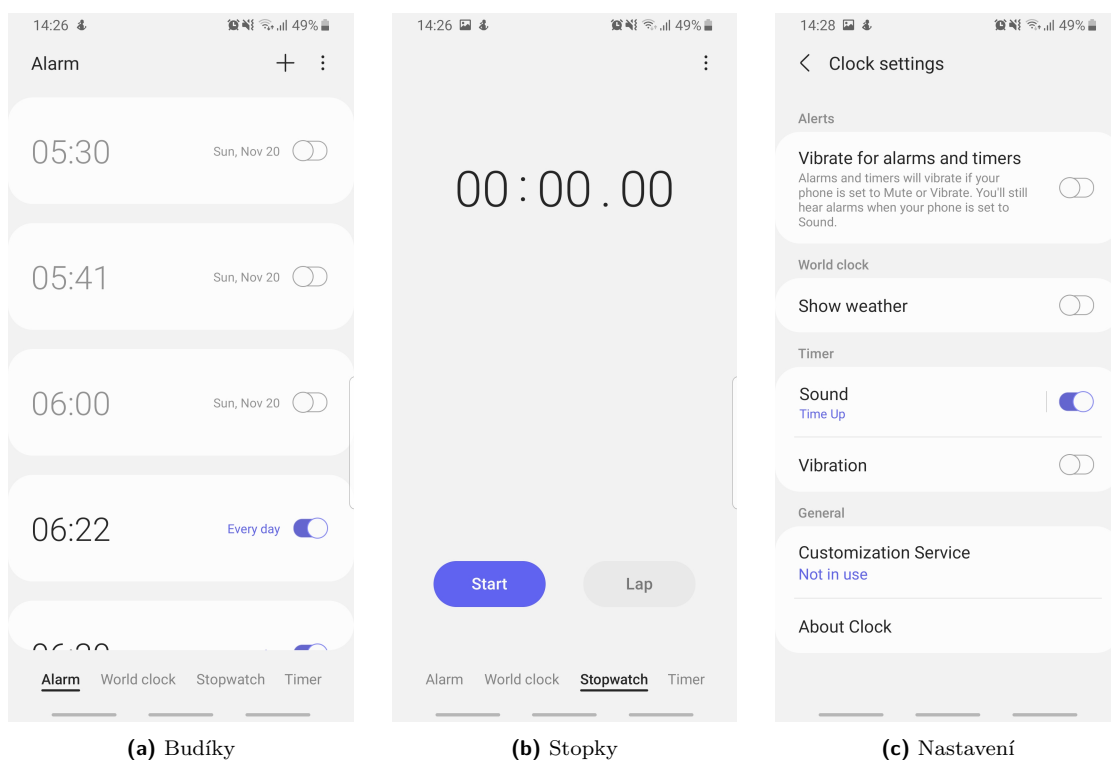 14:26 49%
Alarm
05:30 Sun, Nov 20
05:41 Sun, Nov 20
06:00 Sun, Nov 20
06:22 Every day
Alarm World clock Stopwatch Timer
(a) Budíky
14:26 49%
00:00.00
Start Lap
Alarm World clock Stopwatch Timer
(b) Stopky
14:28 49%
Clock settings
Alerts
Vibrate for alarms and timers
Alarms and timers will vibrate if your
phone is set to Mute or Vibrate. You'll still
hear alarms when your phone is set to
Sound.
World clock
Show weather
Timer
Sound
Time Up
Vibration
General
Customization Service
Not in use
About Clock
(c) Nastavení